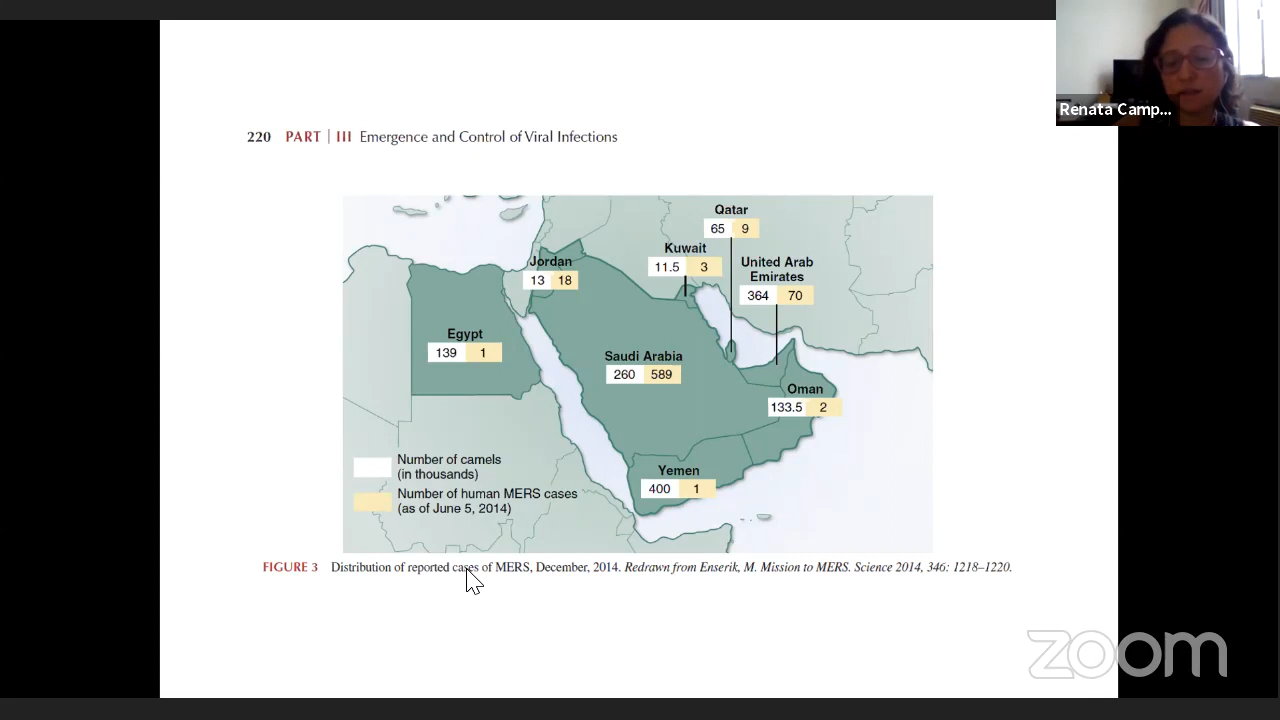 Renata Camp...
220 PART | III Emergence and Control of Viral Infections
Qatar
65 9
Kuwait
11.5 3
United Arab
Emirates
364 70
Jordan
13 18
Egypt
139 1
Saudi Arabia
260 589
Oman
133.5 2
Yemen
400 1
Number of camels
(in thousands)
Number of human MERS cases
(as of June 5, 2014)
FIGURE 3 Distribution of reported cases of MERS, December, 2014. Redrawn from Enserik, M. Mission to MERS. Science 2014, 346: 1218–1220.
zoom